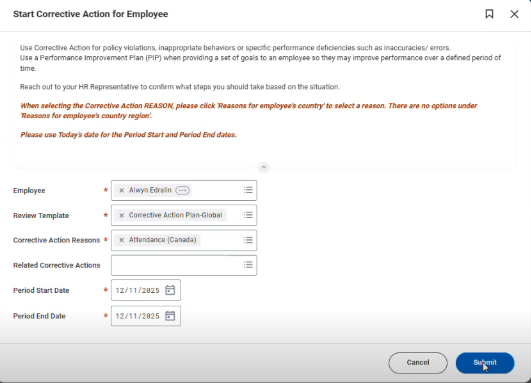 Start Corrective Action for Employee
Use Corrective Action for policy violations, inappropriate behaviors or specific performance deficiencies such as inaccuracies/ errors.
Use a Performance Improvement Plan (PIP) when providing a set of goals to an employee so they may improve performance over a defined period of
time.
Reach out to your HR Representative to confirm what steps you should take based on the situation.
When selecting the Corrective Action REASON, please click 'Reasons for employee's country' to select a reason. There are no options under
'Reasons for employee's country region'.
Please use Today's date for the Period Start and Period End dates.
Employee * × Alwyn Edralin
Review Template * × Corrective Action Plan-Global
Corrective Action Reasons * × Attendance (Canada)
Related Corrective Actions
Period Start Date * 12/11/2025
Period End Date * 12/11/2025
Cancel Submit